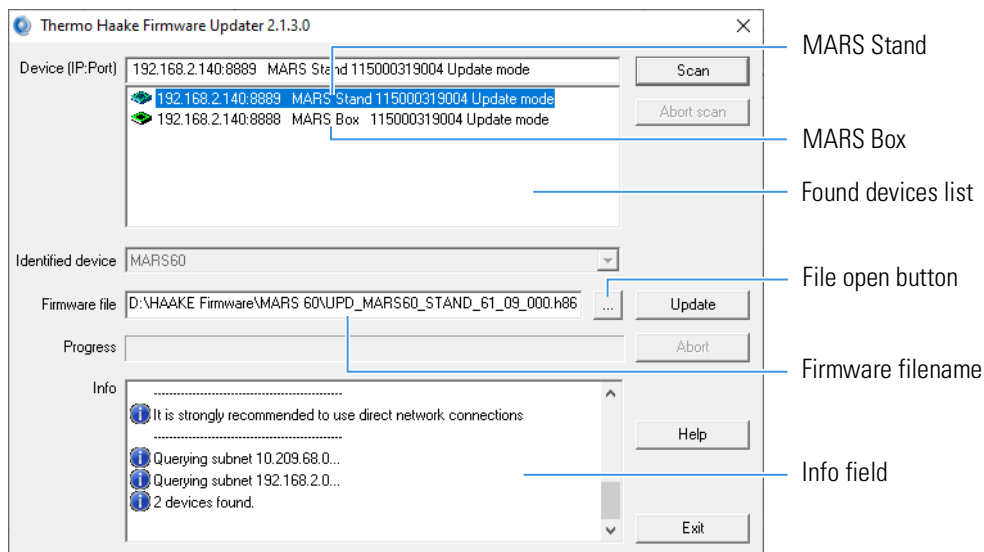 Thermo Haake Firmware Updater 2.1.3.0
MARS Stand
Device (IP:Port) 192.168.2.140:8889 MARS Stand 115000319004 Update mode Scan
192.168.2.140:8889 MARS Stand 115000319004 Update mode
192.168.2.140:8888 MARS Box 115000319004 Update mode
Abort scan
MARS Box
Found devices list
Identified device MARS60
File open button
Firmware file D:\HAAKE Firmware\MARS 60\UPD_MARS60_STAND_61_09_000.h86 ... Update
Progress Abort
Firmware filename
Info
----------------------------------------------
It is strongly recommended to use direct network connections
----------------------------------------------
Help
Querying subnet 10.209.68.0...
Querying subnet 192.168.2.0...
Info field
2 devices found.
Exit